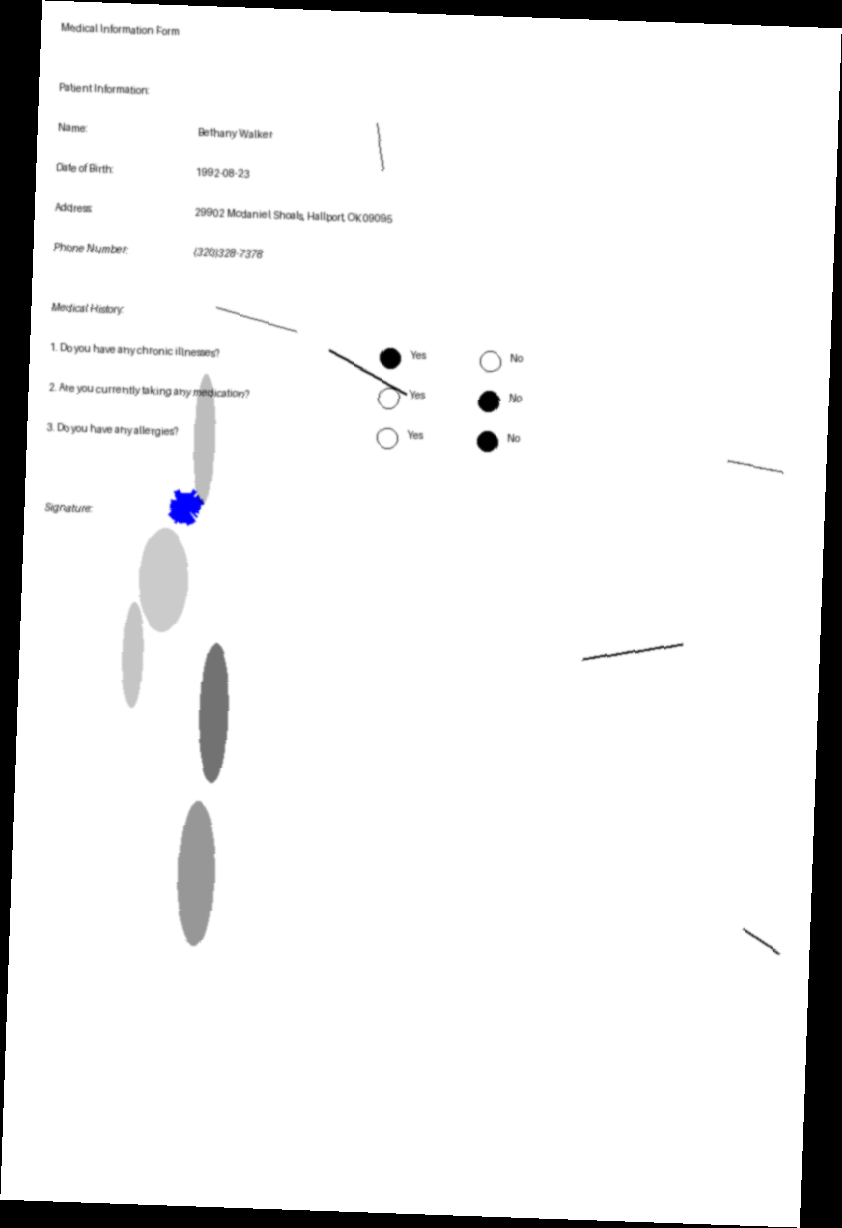 Medical Information Form
Patient Information:
Name: Bethany Walker
Date of Birth: 1992-08-23
Address: 29902 Mcdaniel Shoals, Hallport, OK 09095
Phone Number: (320)328-7378
Medical History:
1. Do you have any chronic illnesses? Yes No
2. Are you currently taking any medication? Yes No
3. Do you have any allergies? Yes No
Signature: